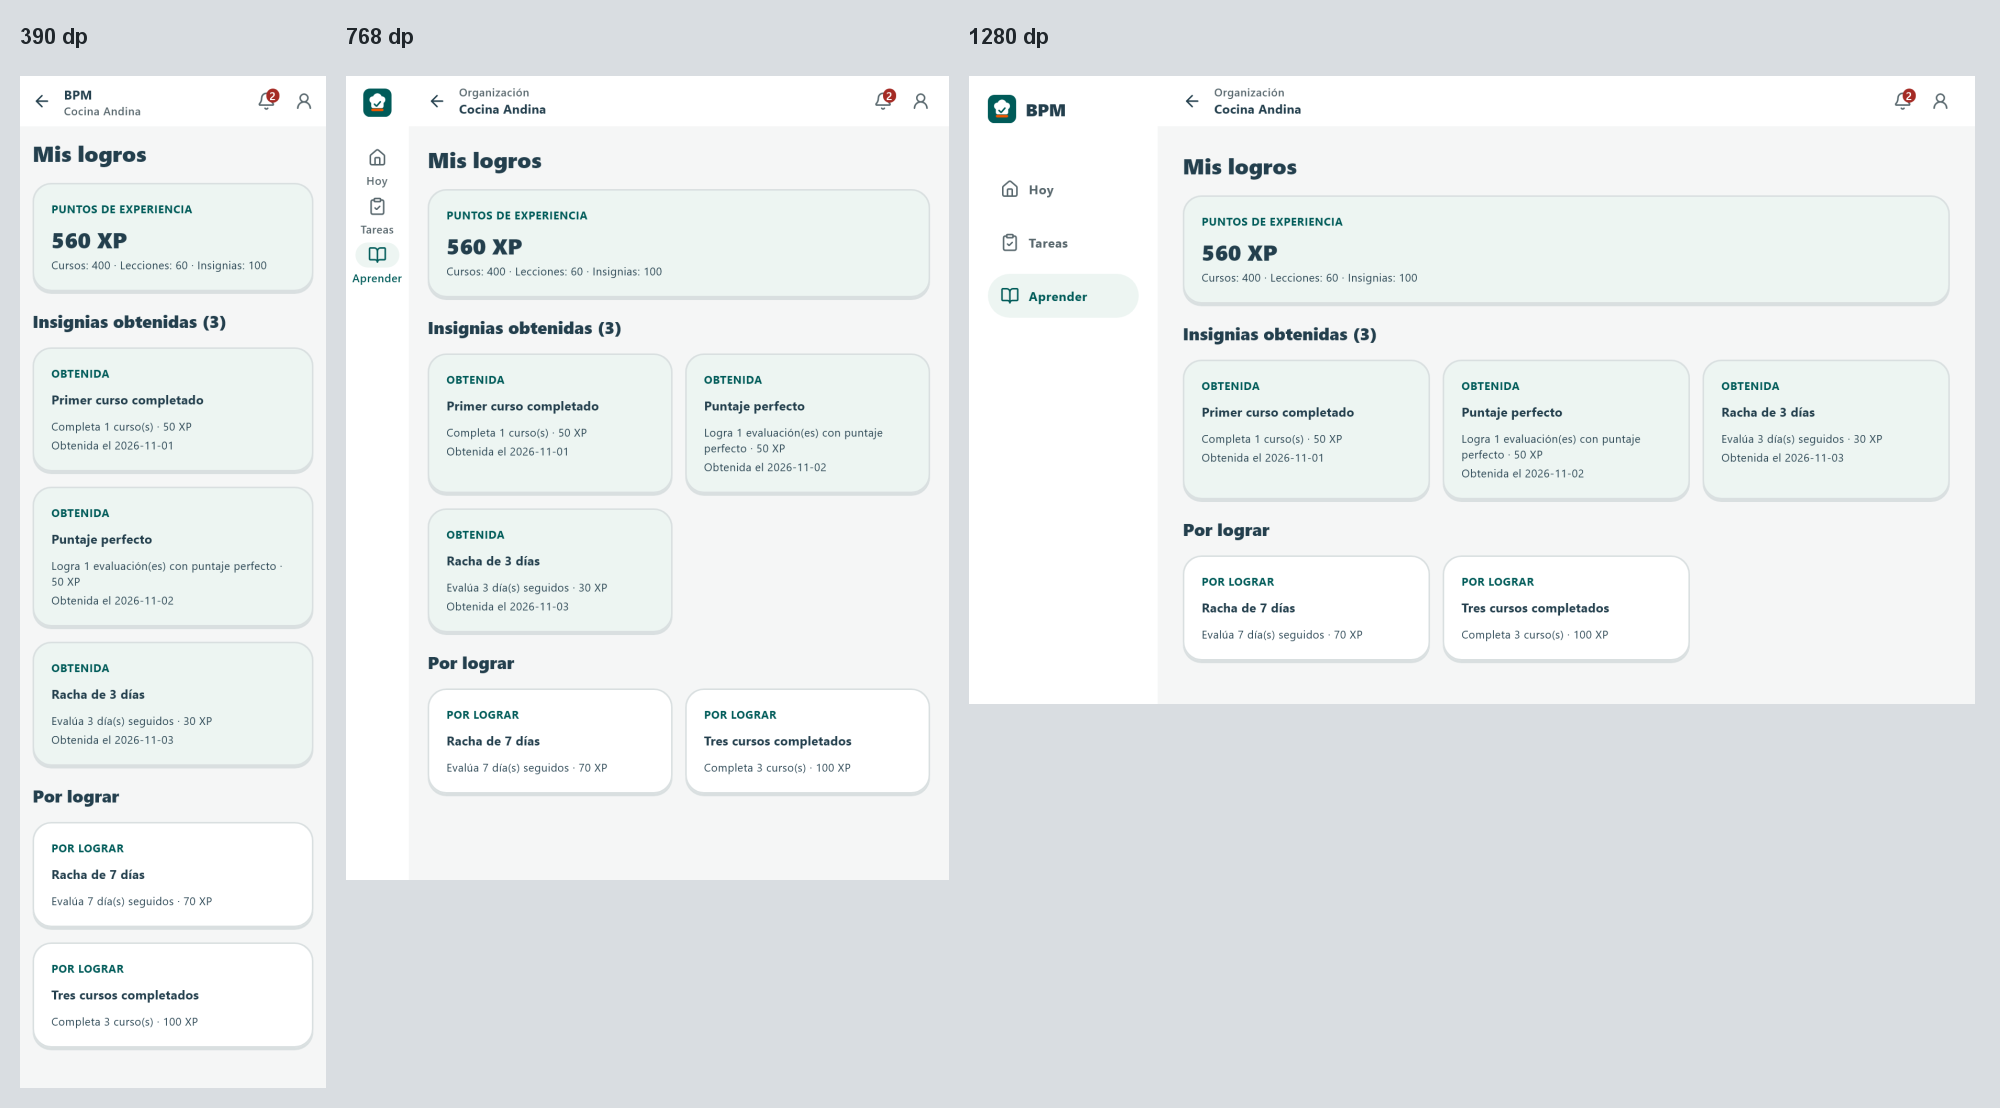 390 dp
BPM
Cocina Andina
2
Mis logros
PUNTOS DE EXPERIENCIA
560 XP
Cursos: 400 · Lecciones: 60 · Insignias: 100
Insignias obtenidas (3)
OBTENIDA
Primer curso completado
Completa 1 curso(s) · 50 XP
Obtenida el 2026-11-01
OBTENIDA
Puntaje perfecto
Logra 1 evaluación(es) con puntaje perfecto ·
50 XP
Obtenida el 2026-11-02
OBTENIDA
Racha de 3 días
Evalúa 3 día(s) seguidos · 30 XP
Obtenida el 2026-11-03
Por lograr
POR LOGRAR
Racha de 7 días
Evalúa 7 día(s) seguidos · 70 XP
POR LOGRAR
Tres cursos completados
Completa 3 curso(s) · 100 XP
768 dp
Hoy
Tareas
Aprender
Organización
Cocina Andina
2
Mis logros
PUNTOS DE EXPERIENCIA
560 XP
Cursos: 400 · Lecciones: 60 · Insignias: 100
Insignias obtenidas (3)
OBTENIDA
Primer curso completado
Completa 1 curso(s) · 50 XP
Obtenida el 2026-11-01
OBTENIDA
Puntaje perfecto
Logra 1 evaluación(es) con puntaje
perfecto · 50 XP
Obtenida el 2026-11-02
OBTENIDA
Racha de 3 días
Evalúa 3 día(s) seguidos · 30 XP
Obtenida el 2026-11-03
Por lograr
POR LOGRAR
Racha de 7 días
Evalúa 7 día(s) seguidos · 70 XP
POR LOGRAR
Tres cursos completados
Completa 3 curso(s) · 100 XP
1280 dp
BPM
Hoy
Tareas
Aprender
Organización
Cocina Andina
2
Mis logros
PUNTOS DE EXPERIENCIA
560 XP
Cursos: 400 · Lecciones: 60 · Insignias: 100
Insignias obtenidas (3)
OBTENIDA
Primer curso completado
Completa 1 curso(s) · 50 XP
Obtenida el 2026-11-01
OBTENIDA
Puntaje perfecto
Logra 1 evaluación(es) con puntaje
perfecto · 50 XP
Obtenida el 2026-11-02
OBTENIDA
Racha de 3 días
Evalúa 3 día(s) seguidos · 30 XP
Obtenida el 2026-11-03
Por lograr
POR LOGRAR
Racha de 7 días
Evalúa 7 día(s) seguidos · 70 XP
POR LOGRAR
Tres cursos completados
Completa 3 curso(s) · 100 XP